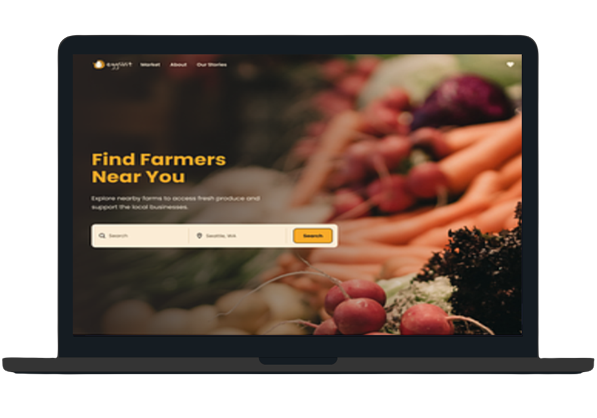 Market About Our Stories
Find Farmers
Near You
Explore nearby farms to access fresh produce and
support the local businesses.
Search Seattle, WA Search